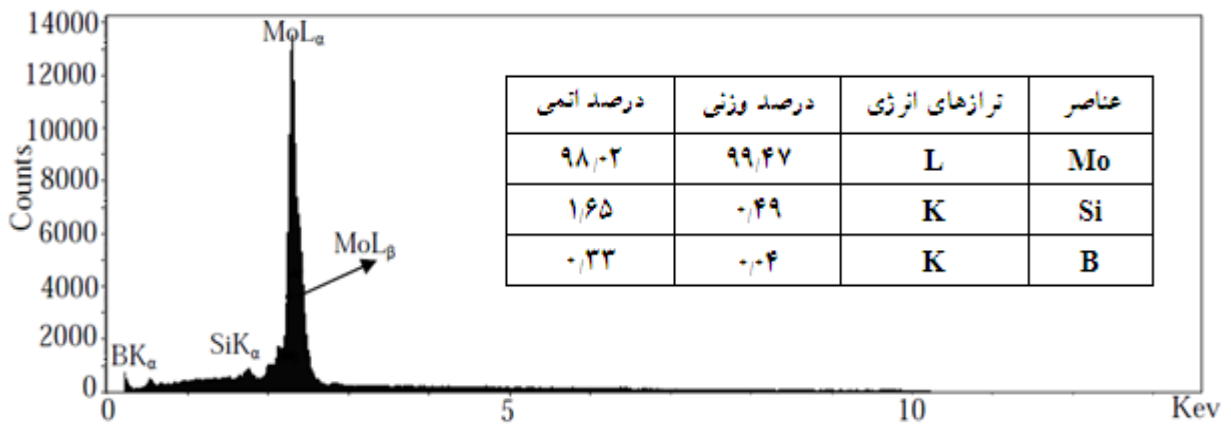 14000
12000
10000
8000
6000
4000
2000
0
Counts
MoLα
MoLβ
SiKα
BKα
عناصر ترازهای انرژی درصد وزنی درصد اتمی
Mo L ۹۹٫۴۷ ۹۸٫۰۲
Si K ۰٫۴۹ ۱٫۶۵
B K ۰٫۰۴ ۰٫۳۳
0 5 10 Kev